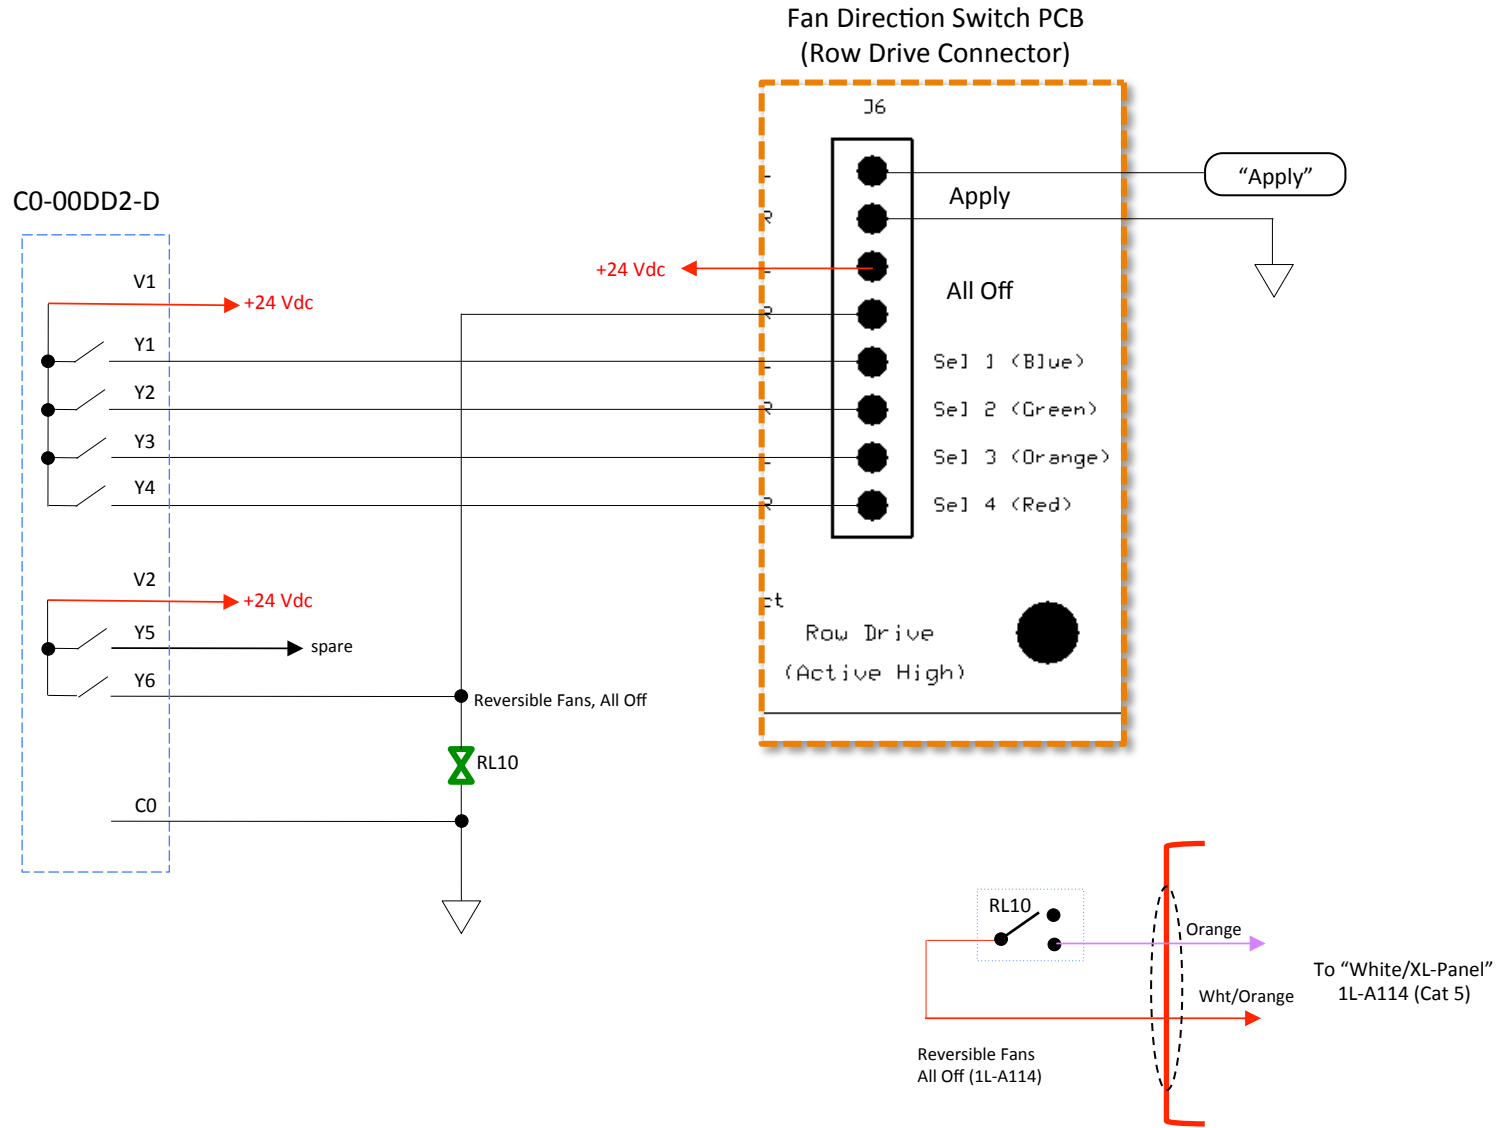 Fan Direction Switch PCB
(Row Drive Connector)
J6
"Apply"
Apply
C0-00DD2-D
+24 Vdc
V1
+24 Vdc
All Off
Y1
Sel 1 (Blue)
Y2
Sel 2 (Green)
Y3
Sel 3 (Orange)
Y4
Sel 4 (Red)
V2
+24 Vdc
ct
Y5
spare
Row Drive
(Active High)
Y6
Reversible Fans, All Off
RL10
C0
RL10
Orange
To "White/XL-Panel"
1L-A114 (Cat 5)
Wht/Orange
Reversible Fans
All Off (1L-A114)